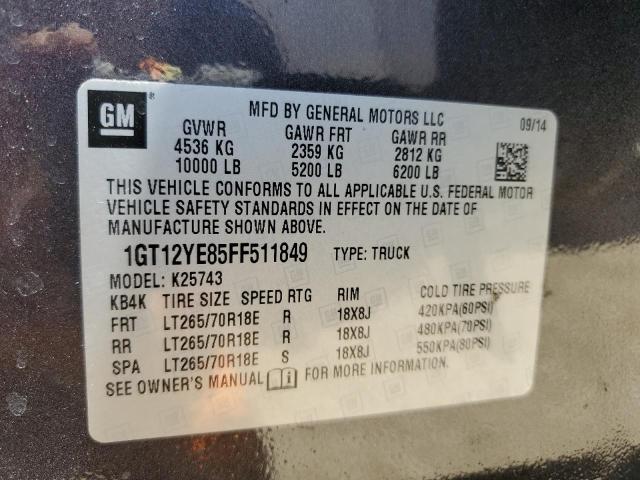 GM ®
MFD BY GENERAL MOTORS LLC
09/14
GVWR GAWR FRT GAWR RR
4536 KG 2359 KG 2812 KG
10000 LB 5200 LB 6200 LB
THIS VEHICLE CONFORMS TO ALL APPLICABLE U.S. FEDERAL MOTOR
VEHICLE SAFETY STANDARDS IN EFFECT ON THE DATE OF
MANUFACTURE SHOWN ABOVE.
1GT12YE85FF511849 TYPE: TRUCK
MODEL: K25743
KB4K TIRE SIZE SPEED RTG RIM COLD TIRE PRESSURE
FRT LT265/70R18E R 18X8J 420KPA(60PSI)
RR LT265/70R18E R 18X8J 480KPA(70PSI)
SPA LT265/70R18E S 18X8J 550KPA(80PSI)
SEE OWNER'S MANUAL FOR MORE INFORMATION.